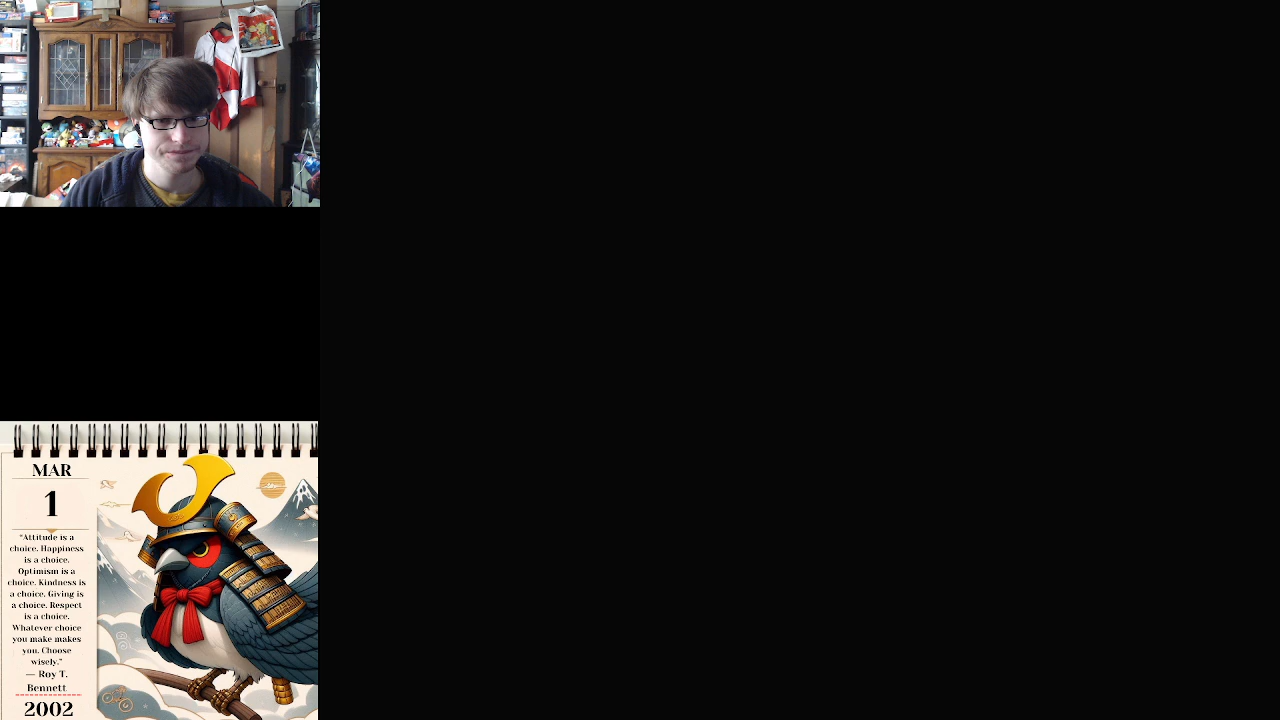 MAR
1
"Attitude is a
choice. Happiness
is a choice.
Optimism is a
choice. Kindness is
a choice. Giving is
a choice. Respect
is a choice.
Whatever choice
you make makes
you. Choose
wisely."
— Roy T.
Bennett
2002